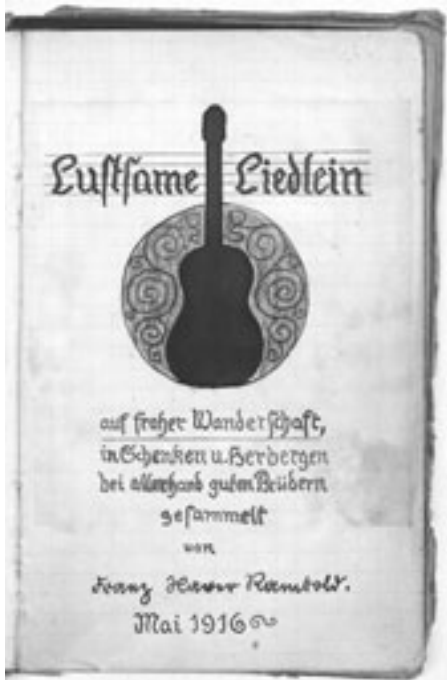 Lustsame Liedlein
auf froher Wanderschaft,
in Schenken u. Herbergen
bei allerhand guten Brüdern
gesammelt
von
Franz Xaver Rambold.
Mai 1916